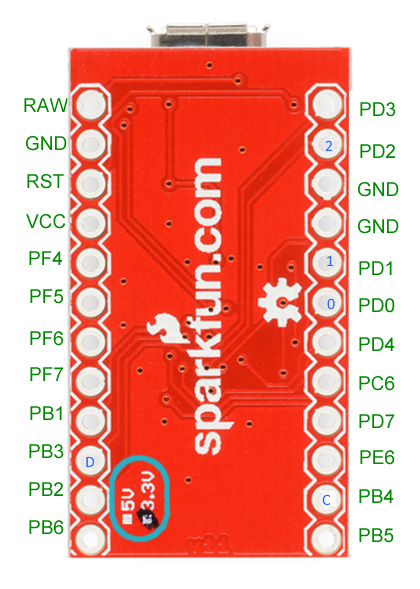 RAW
GND
RST
VCC
PF4
PF5
PF6
PF7
PB1
PB3
PB2
PB6
D
sparkfun.com
5V
3.3V
PD3
PD2
GND
GND
PD1
PD0
PD4
PC6
PD7
PE6
PB4
PB5
2
1
0
C